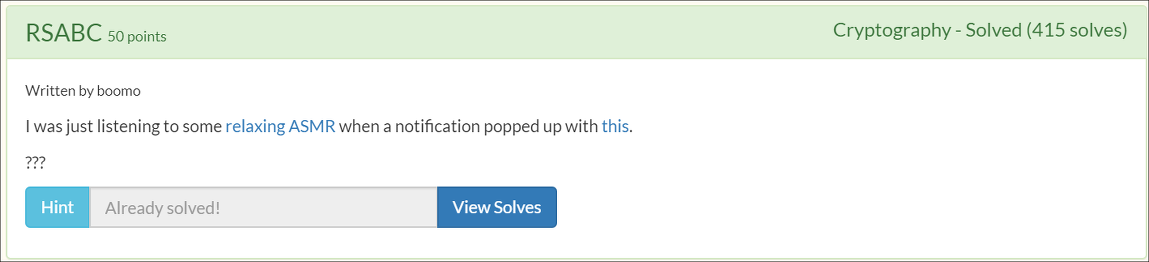 RSABC 50 points Cryptography - Solved (415 solves)
Written by boomo
I was just listening to some relaxing ASMR when a notification popped up with this.
???
Hint Already solved! View Solves